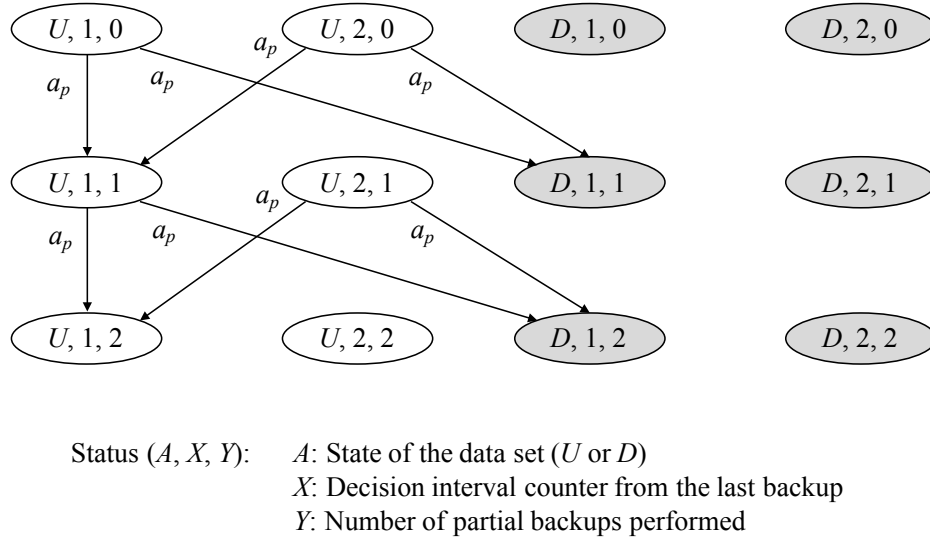 U, 1, 0 U, 2, 0 D, 1, 0 D, 2, 0
a_p
a_p a_p a_p
U, 1, 1 U, 2, 1 D, 1, 1 D, 2, 1
a_p
a_p a_p a_p
U, 1, 2 U, 2, 2 D, 1, 2 D, 2, 2
Status (A, X, Y): A: State of the data set (U or D)
X: Decision interval counter from the last backup
Y: Number of partial backups performed